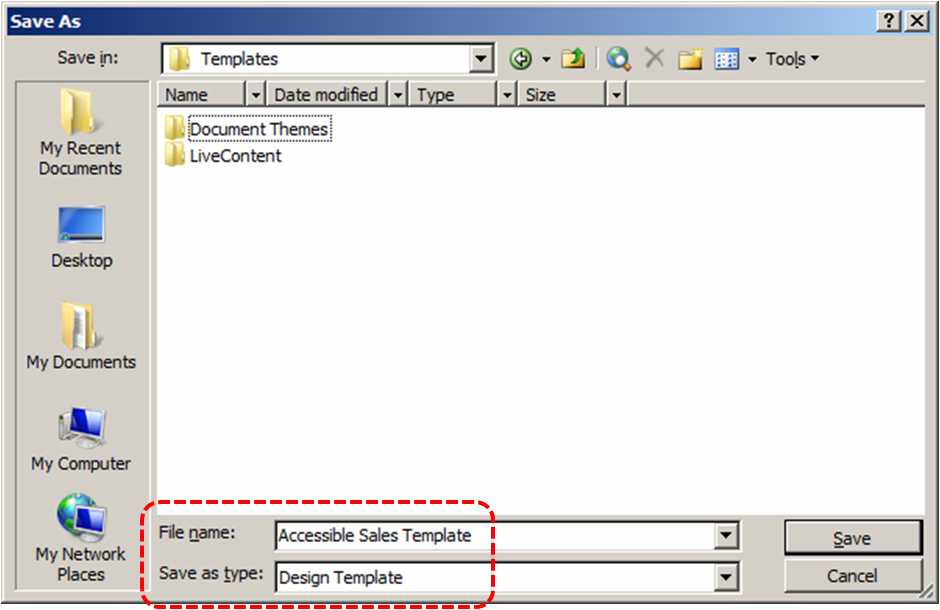 Save As
Save in:
Templates
Tools
Name
Date modified
Type
Size
Document Themes
LiveContent
My Recent
Documents
Desktop
My Documents
My Computer
My Network
Places
File name:
Accessible Sales Template
Save
Save as type:
Design Template
Cancel